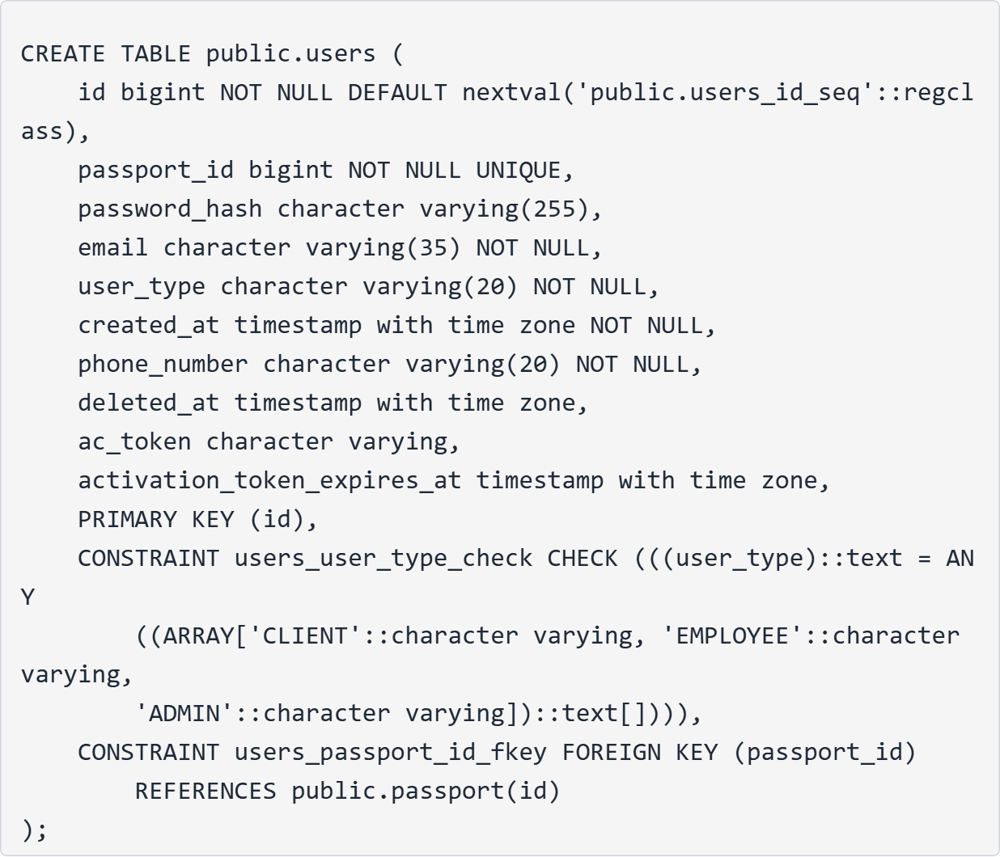 CREATE TABLE public.users (
    id bigint NOT NULL DEFAULT nextval('public.users_id_seq'::regcl
ass),
    passport_id bigint NOT NULL UNIQUE,
    password_hash character varying(255),
    email character varying(35) NOT NULL,
    user_type character varying(20) NOT NULL,
    created_at timestamp with time zone NOT NULL,
    phone_number character varying(20) NOT NULL,
    deleted_at timestamp with time zone,
    ac_token character varying,
    activation_token_expires_at timestamp with time zone,
    PRIMARY KEY (id),
    CONSTRAINT users_user_type_check CHECK (((user_type)::text = AN
Y
        ((ARRAY['CLIENT'::character varying, 'EMPLOYEE'::character
varying,
        'ADMIN'::character varying])::text[]))),
    CONSTRAINT users_passport_id_fkey FOREIGN KEY (passport_id)
        REFERENCES public.passport(id)
);